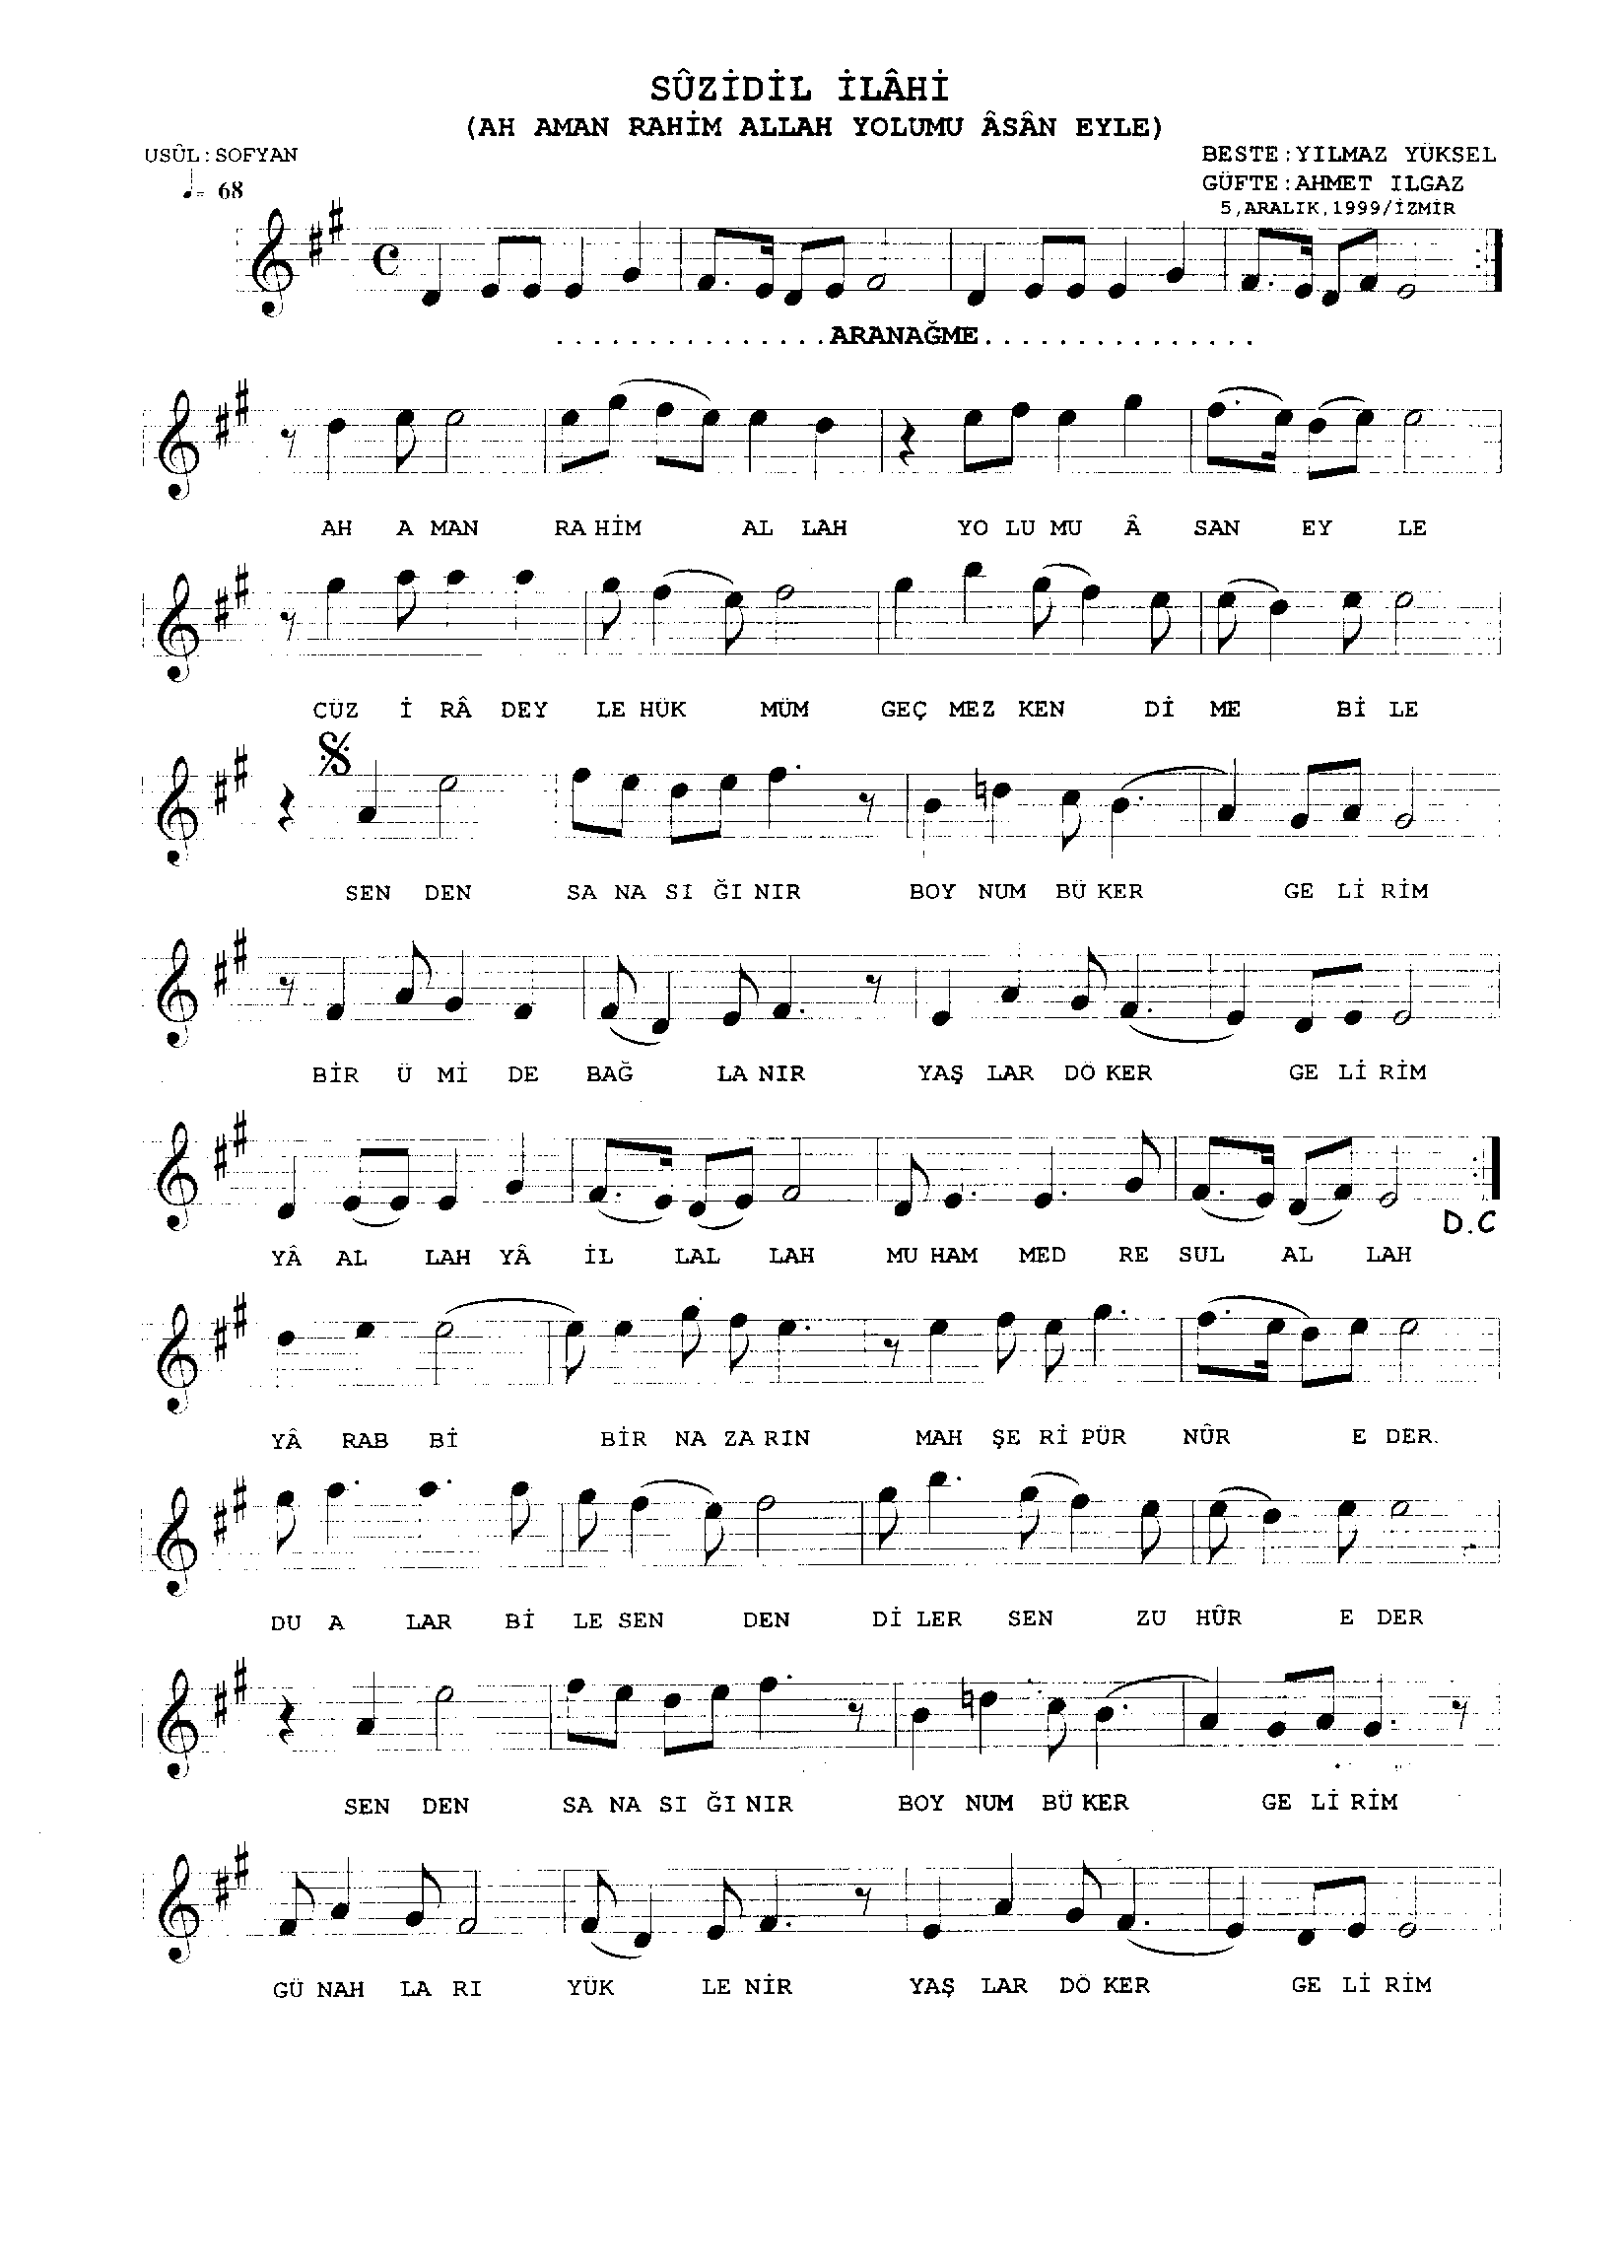 SÛZİDİL İLÂHİ
(AH AMAN RAHİM ALLAH YOLUMU ÂSÂN EYLE)
USÛL:SOFYAN
BESTE:YILMAZ YÜKSEL
♩= 68
GÜFTE:AHMET ILGAZ
5,ARALIK,1999/İZMİR
...............ARANAĞME...............
AH A MAN RA HİM AL LAH YO LU MU Â SAN EY LE
CÜZ İ RÂ DEY LE HÜK MÜM GEÇ MEZ KEN Dİ ME Bİ LE
SEN DEN SA NA SI ĞI NIR BOY NUM BÜ KER GE Lİ RİM
BİR Ü Mİ DE BAĞ LA NIR YAŞ LAR DÖ KER GE Lİ RİM
YÂ AL LAH YÂ İL LAL LAH MU HAM MED RE SUL AL LAH
D.C
YÂ RAB Bİ BİR NA ZA RIN MAH ŞE Rİ PÜR NÛR E DER.
DU A LAR Bİ LE SEN DEN Dİ LER SEN ZU HÛR E DER
SEN DEN SA NA SI ĞI NIR BOY NUM BÜ KER GE Lİ RİM
GÜ NAH LA RI YÜK LE NİR YAŞ LAR DÖ KER GE Lİ RİM